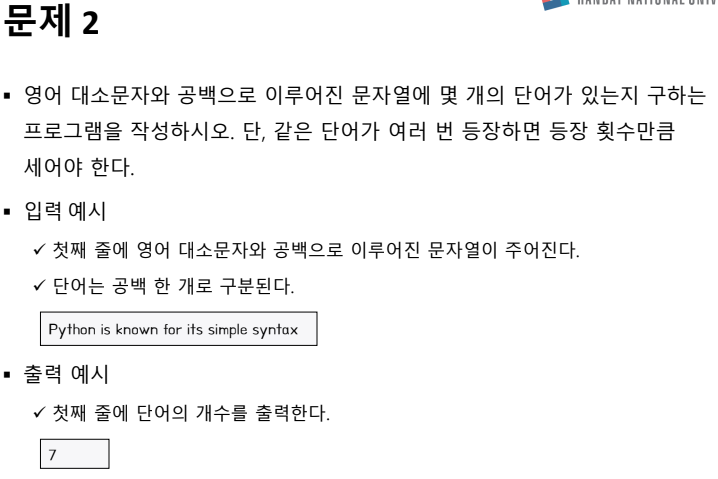 문제 2
▪ 영어 대소문자와 공백으로 이루어진 문자열에 몇 개의 단어가 있는지 구하는
프로그램을 작성하시오. 단, 같은 단어가 여러 번 등장하면 등장 횟수만큼
세어야 한다.
▪ 입력 예시
✓ 첫째 줄에 영어 대소문자와 공백으로 이루어진 문자열이 주어진다.
✓ 단어는 공백 한 개로 구분된다.
Python is known for its simple syntax
▪ 출력 예시
✓ 첫째 줄에 단어의 개수를 출력한다.
7